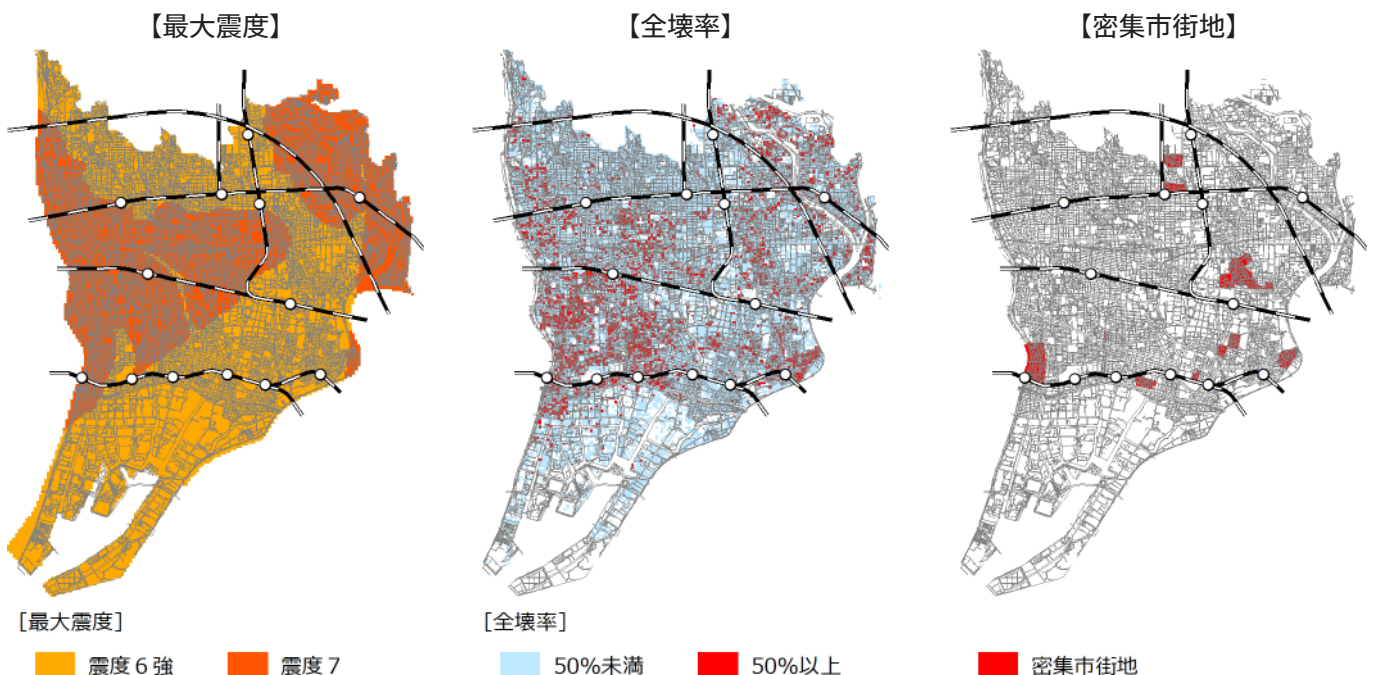 【最大震度】
【全壊率】
【密集市街地】
[最大震度]
震度６強
震度７
[全壊率]
50%未満
50%以上
密集市街地